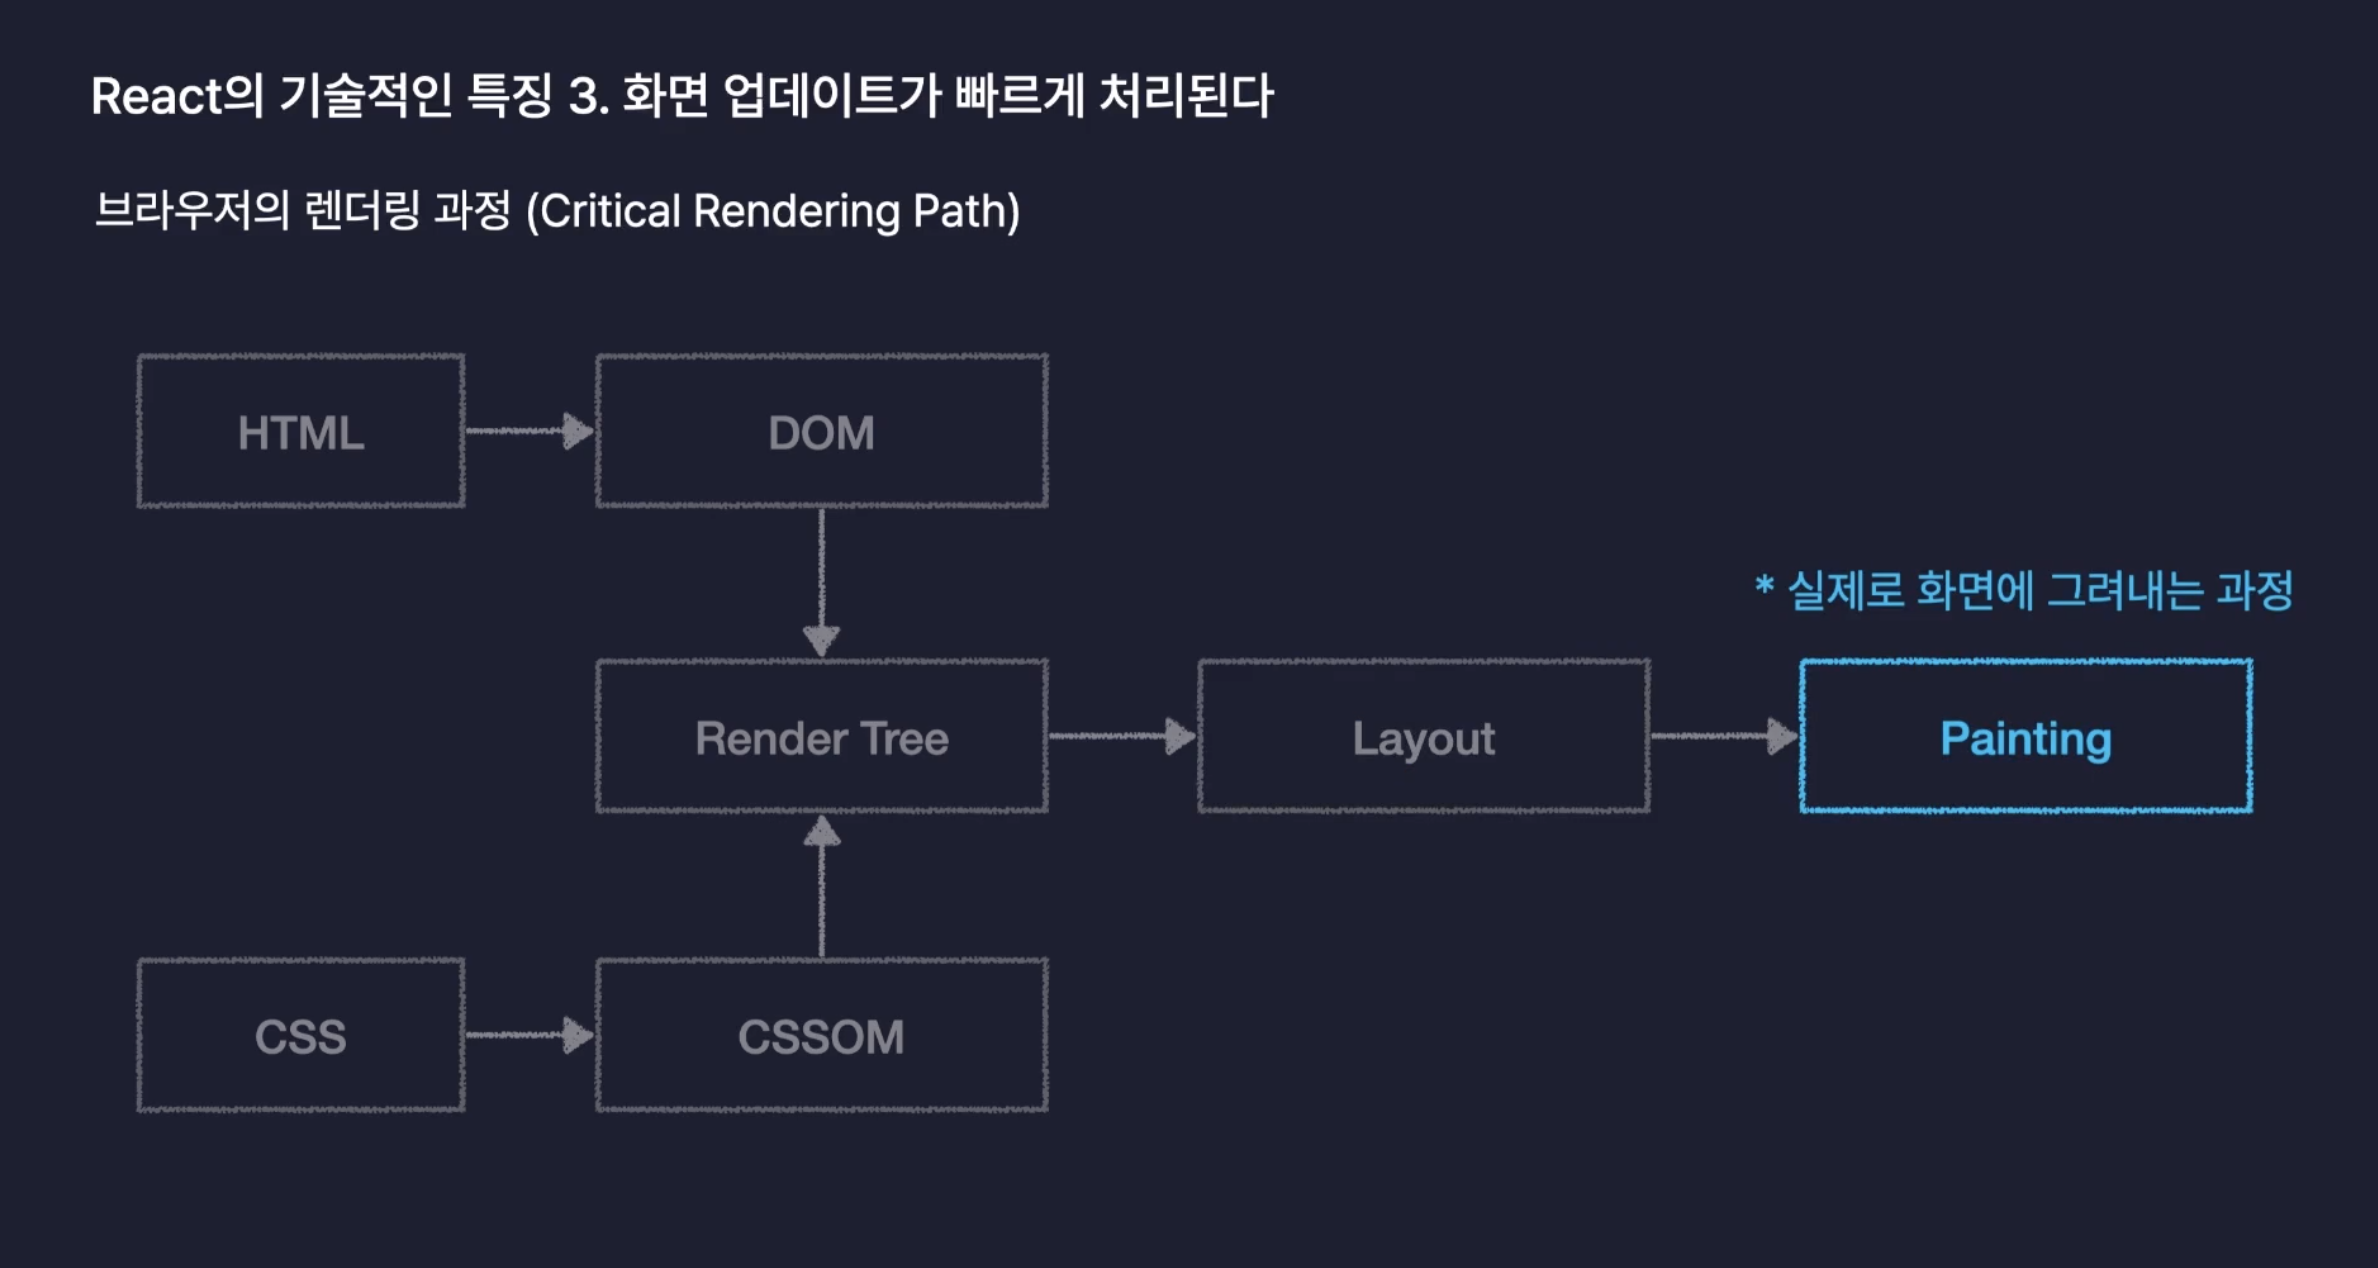 React의 기술적인 특징 3. 화면 업데이트가 빠르게 처리된다
브라우저의 렌더링 과정 (Critical Rendering Path)
HTML
DOM
* 실제로 화면에 그려내는 과정
Render Tree
Layout
Painting
CSS
CSSOM